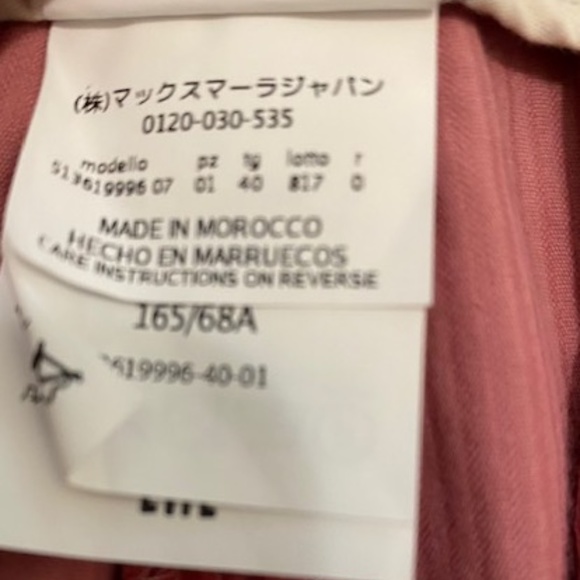 (株)マックスマーラジャパン
0120-030-535
modello pz tg lotto r
619996 07 01 40 817 0
MADE IN MOROCCO
HECHO EN MARRUECOS
CARE INSTRUCTIONS ON REVERSE
165/68A
619996-40-01